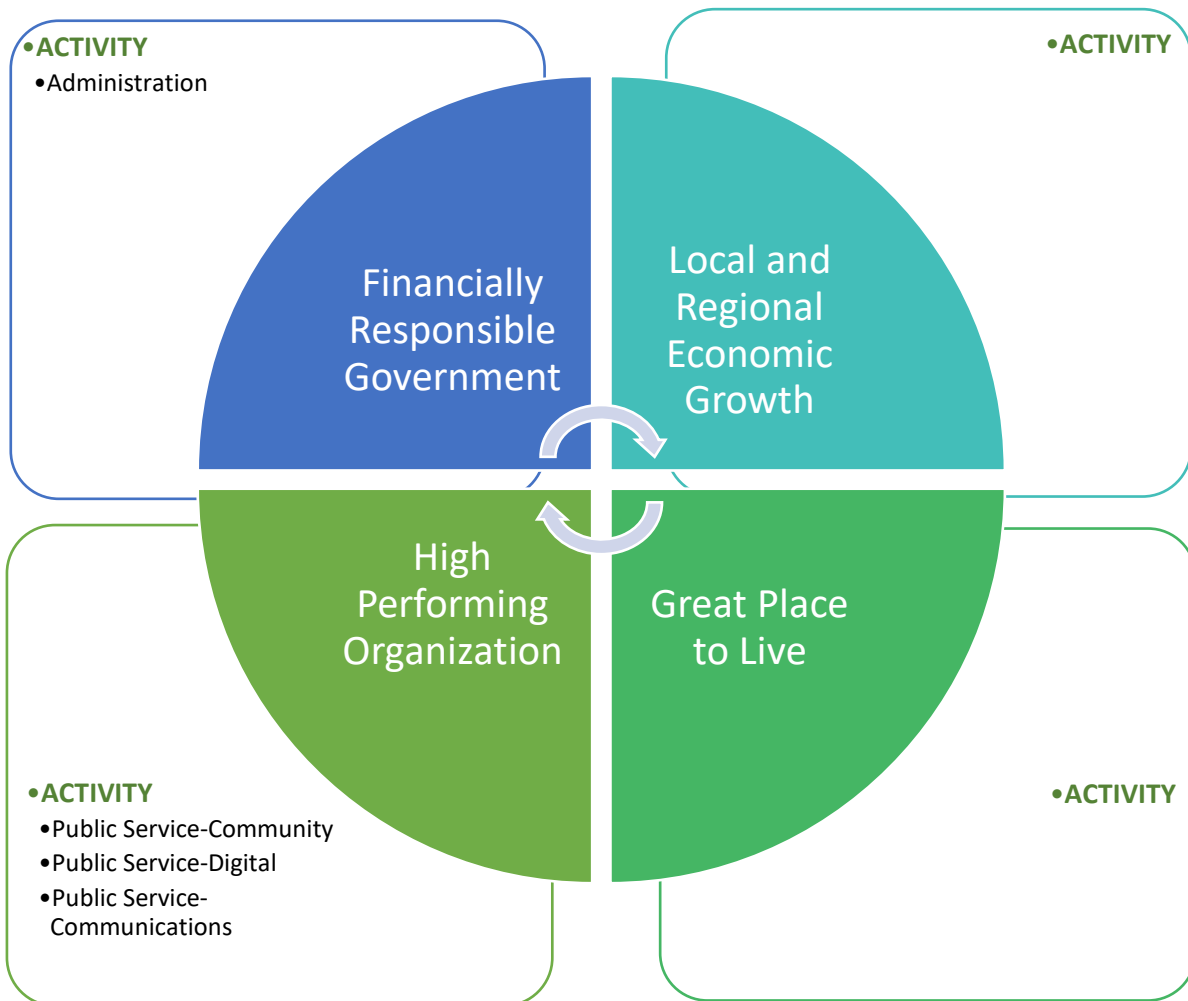 •ACTIVITY
•Administration
•ACTIVITY
Financially
Responsible
Government
Local and
Regional
Economic
Growth
High
Performing
Organization
Great Place
to Live
•ACTIVITY
•Public Service-Community
•Public Service-Digital
•Public Service-
Communications
•ACTIVITY